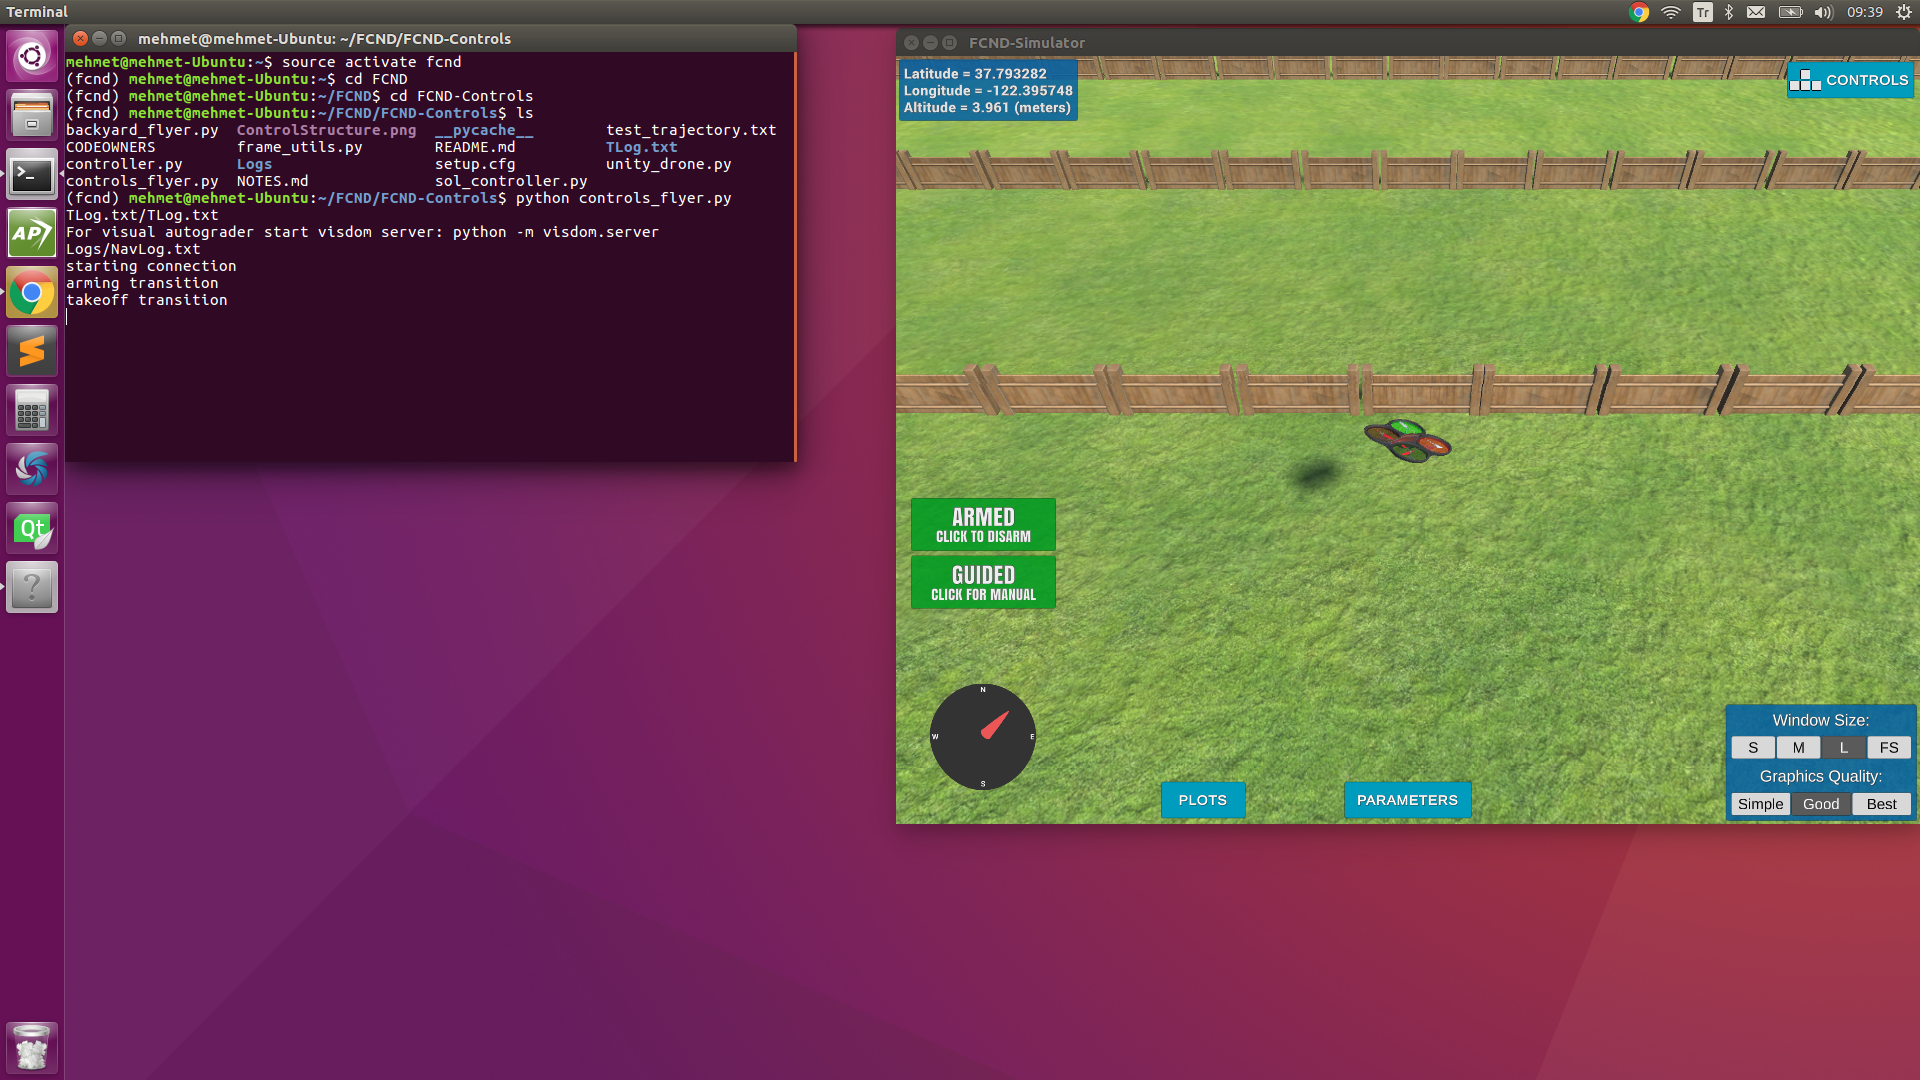 Terminal
Tr
09:39
mehmet@mehmet-Ubuntu: ~/FCND/FCND-Controls
mehmet@mehmet-Ubuntu:~$ source activate fcnd
(fcnd) mehmet@mehmet-Ubuntu:~$ cd FCND
(fcnd) mehmet@mehmet-Ubuntu:~/FCND$ cd FCND-Controls
(fcnd) mehmet@mehmet-Ubuntu:~/FCND/FCND-Controls$ ls
backyard_flyer.py ControlStructure.png __pycache__ test_trajectory.txt
CODEOWNERS frame_utils.py README.md TLog.txt
controller.py Logs setup.cfg unity_drone.py
controls_flyer.py NOTES.md sol_controller.py
(fcnd) mehmet@mehmet-Ubuntu:~/FCND/FCND-Controls$ python controls_flyer.py
TLog.txt/TLog.txt
For visual autograder start visdom server: python -m visdom.server
Logs/NavLog.txt
starting connection
arming transition
takeoff transition
AP
Qt
FCND-Simulator
Latitude = 37.793282
Longitude = -122.395748
Altitude = 3.961 (meters)
CONTROLS
ARMED
CLICK TO DISARM
GUIDED
CLICK FOR MANUAL
N
W E
S
PLOTS
PARAMETERS
Window Size:
S M L FS
Graphics Quality:
Simple Good Best